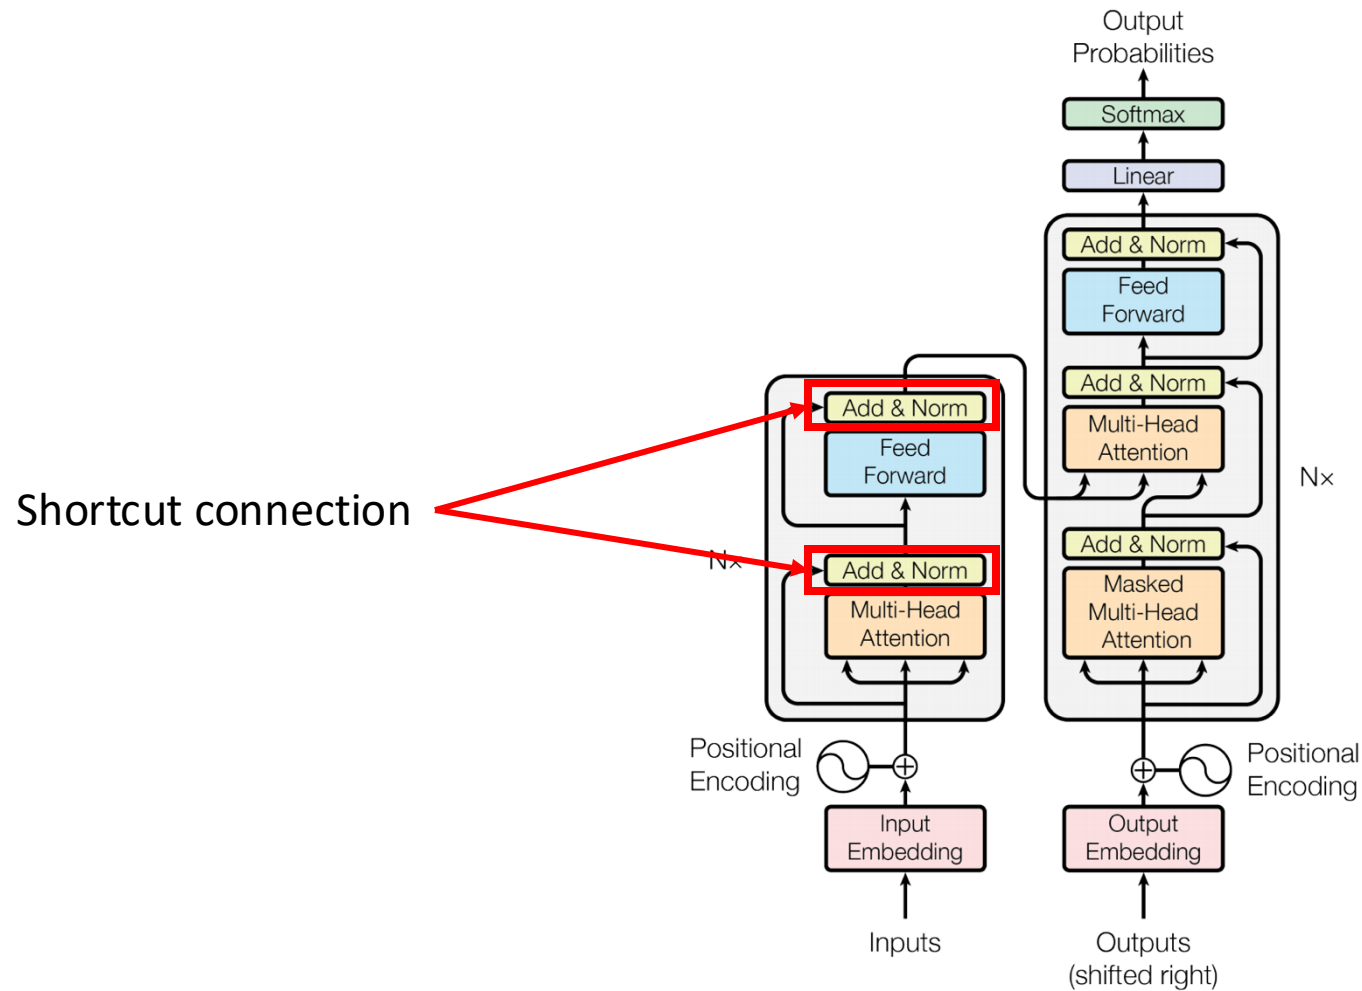 Output
Probabilities
Softmax
Linear
Add & Norm
Feed
Forward
Add & Norm
Multi-Head
Attention
Nx
Add & Norm
Masked
Multi-Head
Attention
Positional
Encoding
Output
Embedding
Outputs
(shifted right)
Shortcut connection
Add & Norm
Feed
Forward
Nx
Add & Norm
Multi-Head
Attention
Positional
Encoding
Input
Embedding
Inputs